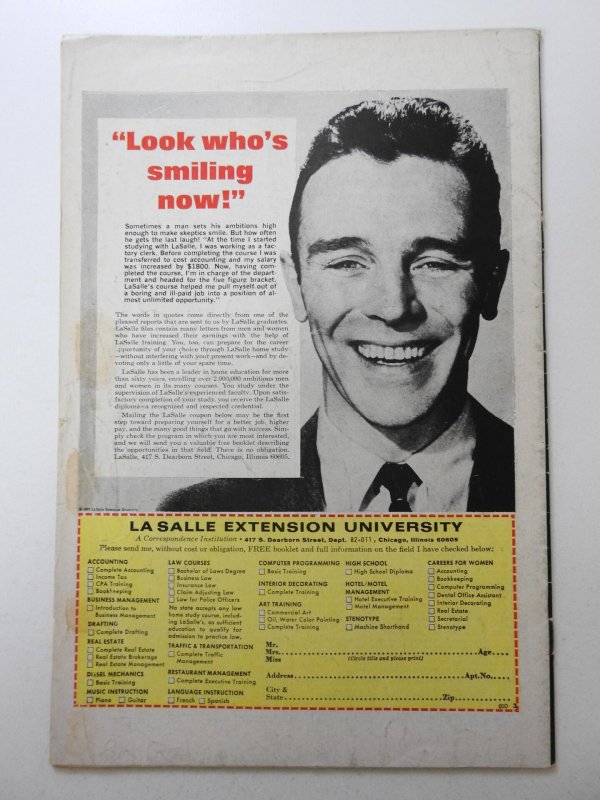 "Look who's
smiling
now!"
Sometimes a man sets his ambitions high
enough to make skeptics smile. But how often
he gets the last laugh! "At the time I started
studying with LaSalle, I was working as a fac-
tory clerk. Before completing the course I was
transferred to cost accounting and my salary
was increased by $1800. Now, having com-
pleted the course, I'm in charge of the depart-
ment and headed for the five figure bracket.
LaSalle's course helped me pull myself out of
a boring and ill-paid job into a position of al-
most unlimited opportunity."
The words in quotes come directly from one of the
pleased reports that are sent to us by LaSalle graduates.
LaSalle files contain many letters from men and women
who have increased their earnings with the help of
LaSalle training. You, too, can prepare for the career
opportunity of your choice through LaSalle home study
—without interfering with your present work—and by de-
voting only a little of your spare time.
LaSalle has been a leader in home education for more
than sixty years, enrolling over 2,000,000 ambitious men
and women in its many courses. You study under the
supervision of LaSalle's experienced faculty. Upon satis-
factory completion of your study, you receive the LaSalle
diploma—a recognized and respected credential.
Mailing the LaSalle coupon below may be the first
step toward preparing yourself for a better job, higher
pay, and the many good things that go with success. Sim-
ply check the program in which you are most interested,
and we will send you a valuable free booklet describing
the opportunities in that field. There is no obligation.
LaSalle, 417 S. Dearborn Street, Chicago, Illinois 60605.
LaSalle Extension University
LA SALLE EXTENSION UNIVERSITY
A Correspondence Institution • 417 S. Dearborn Street, Dept. 82-011, Chicago, Illinois 60605
Please send me, without cost or obligation, FREE booklet and full information on the field I have checked below:
ACCOUNTING
Complete Accounting
Income Tax
CPA Training
Bookkeeping
BUSINESS MANAGEMENT
Introduction to
Business Management
DRAFTING
Complete Drafting
REAL ESTATE
Complete Real Estate
Real Estate Brokerage
Real Estate Management
DIESEL MECHANICS
Basic Training
MUSIC INSTRUCTION
Piano Guitar
LAW COURSES
Bachelor of Laws Degree
Business Law
Insurance Law
Claim Adjusting Law
Law for Police Officers
No state accepts any law
home study course, includ-
ing LaSalle's, as sufficient
education to qualify for
admission to practice law.
TRAFFIC & TRANSPORTATION
Complete Traffic
Management
RESTAURANT MANAGEMENT
Complete Executive Training
LANGUAGE INSTRUCTION
French Spanish
COMPUTER PROGRAMMING
Basic Training
INTERIOR DECORATING
Complete Training
ART TRAINING
Commercial Art
Oil, Water Color Painting
Complete Training
HIGH SCHOOL
High School Diploma
HOTEL/MOTEL
MANAGEMENT
Hotel Executive Training
Motel Management
STENOTYPE
Machine Shorthand
CAREERS FOR WOMEN
Accounting
Bookkeeping
Computer Programming
Dental Office Assistant
Interior Decorating
Real Estate
Secretarial
Stenotype
Mr.
Mrs. Age
Miss (Circle title and please print)
Address Apt.No.
City &
State Zip